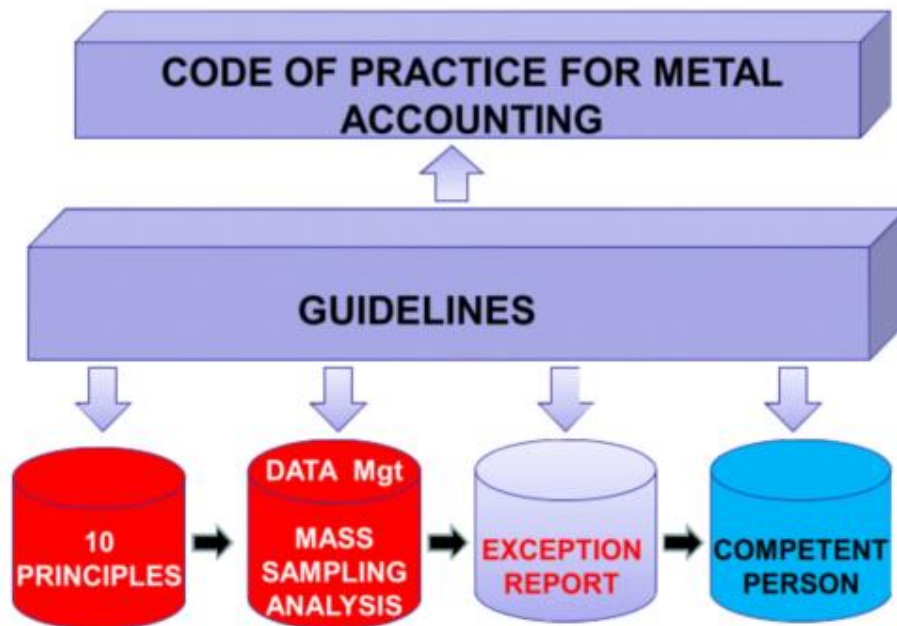 CODE OF PRACTICE FOR METAL
ACCOUNTING
GUIDELINES
10
PRINCIPLES
DATA Mgt
MASS
SAMPLING
ANALYSIS
EXCEPTION
REPORT
COMPETENT
PERSON